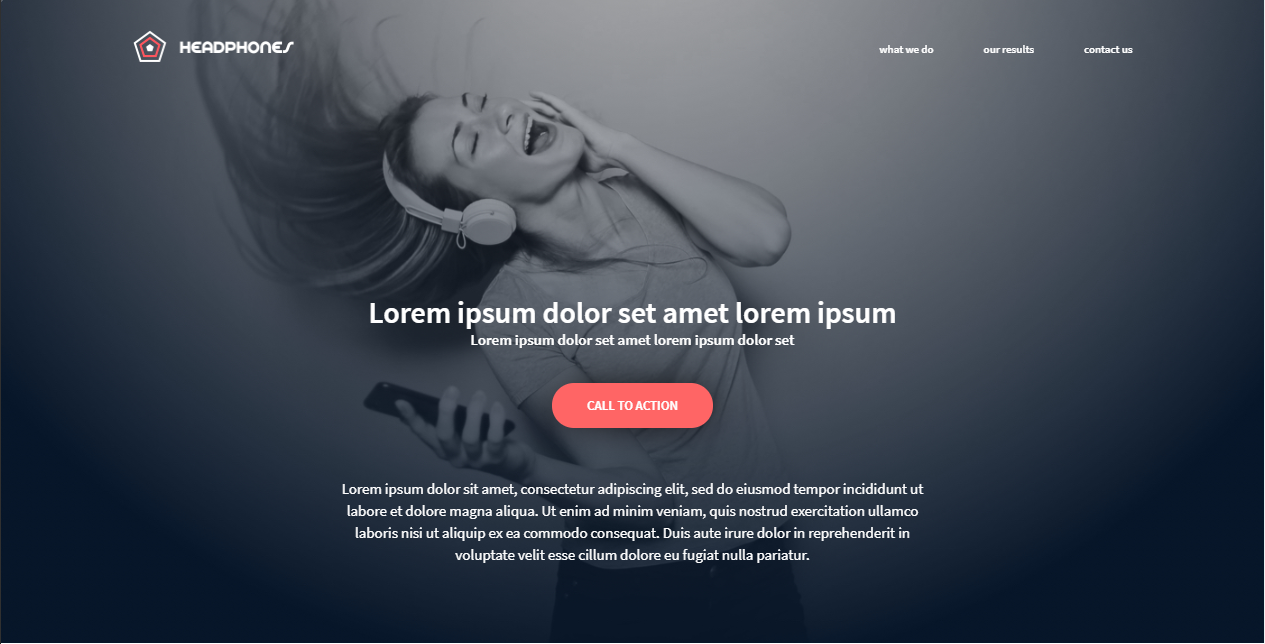 HEADPHONES
what we do
our results
contact us
Lorem ipsum dolor set amet lorem ipsum
Lorem ipsum dolor set amet lorem ipsum dolor set
CALL TO ACTION
Lorem ipsum dolor sit amet, consectetur adipiscing elit, sed do eiusmod tempor incididunt ut
labore et dolore magna aliqua. Ut enim ad minim veniam, quis nostrud exercitation ullamco
laboris nisi ut aliquip ex ea commodo consequat. Duis aute irure dolor in reprehenderit in
voluptate velit esse cillum dolore eu fugiat nulla pariatur.